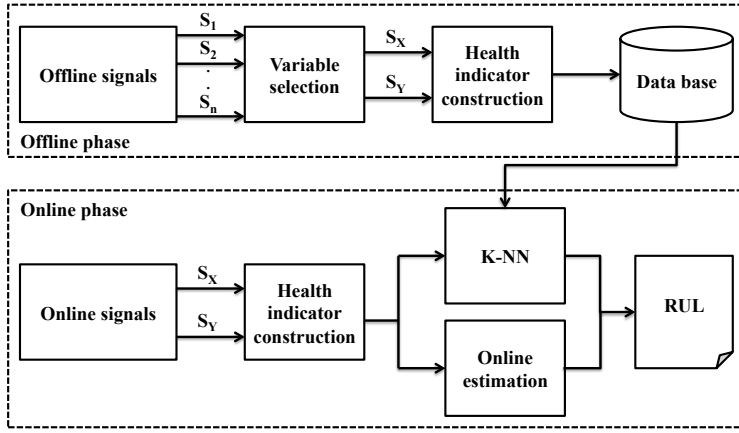 S1
S2
.
.
Sn
Offline signals
Variable
selection
SX
SY
Health
indicator
construction
Data base
Offline phase
Online phase
Online signals
SX
SY
Health
indicator
construction
K-NN
Online
estimation
RUL